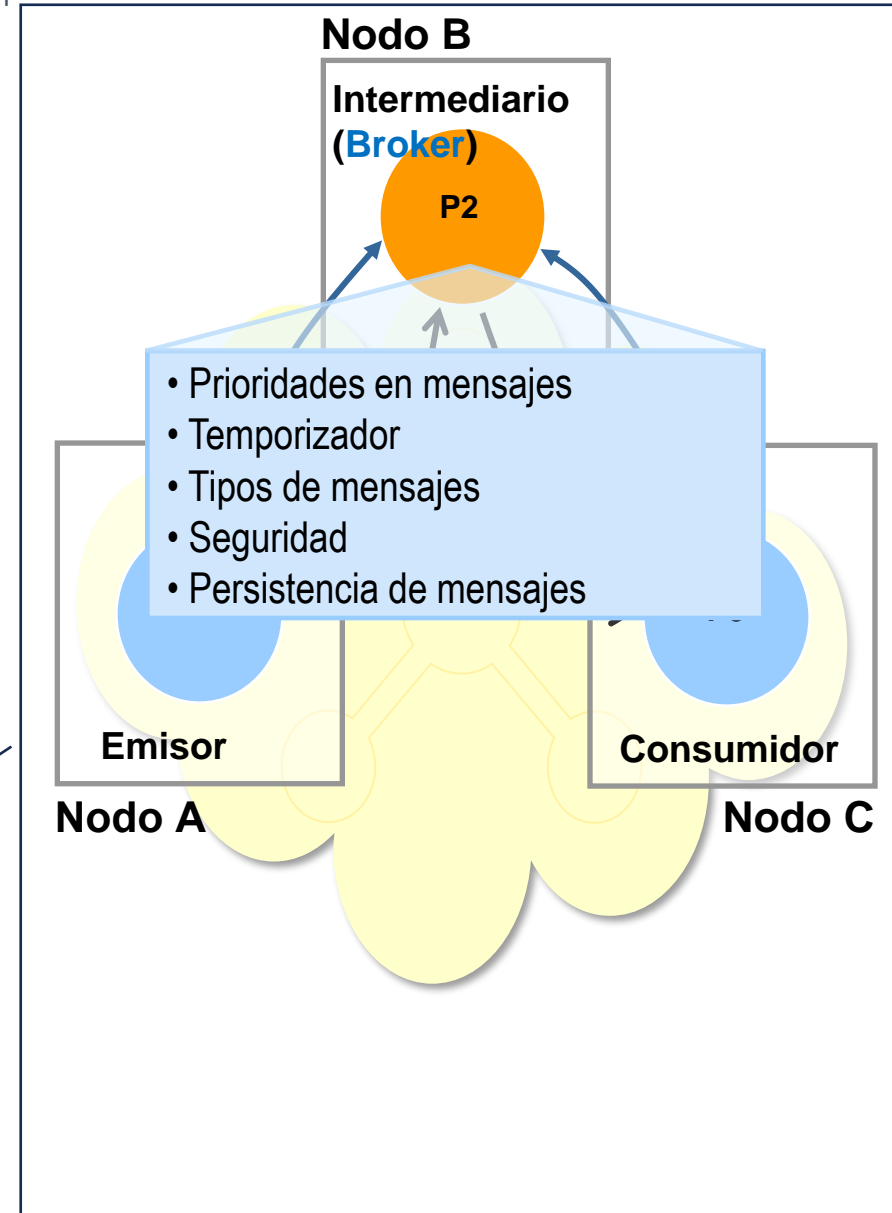 Nodo B
Intermediario
(Broker)
P2
• Prioridades en mensajes
• Temporizador
• Tipos de mensajes
• Seguridad
• Persistencia de mensajes
Emisor
Consumidor
Nodo A
Nodo C